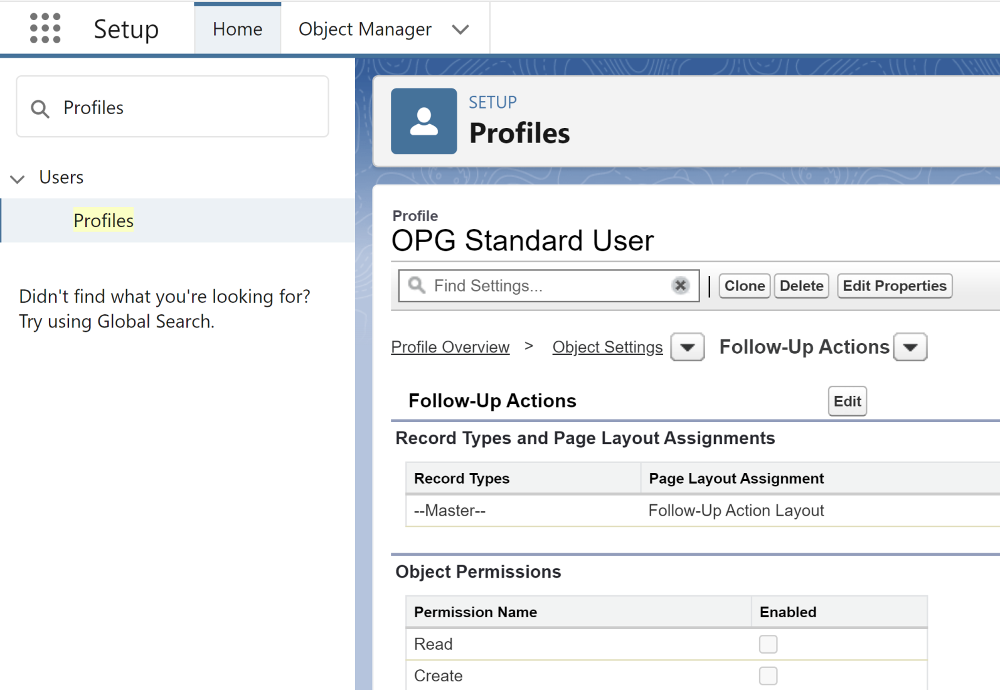 Setup
Home
Object Manager
Profiles
Users
Profiles
Didn't find what you're looking for?
Try using Global Search.
SETUP
Profiles
Profile
OPG Standard User
Find Settings...
Clone
Delete
Edit Properties
Profile Overview > Object Settings Follow-Up Actions
Follow-Up Actions
Edit
Record Types and Page Layout Assignments
Record Types Page Layout Assignment
--Master-- Follow-Up Action Layout
Object Permissions
Permission Name Enabled
Read
Create